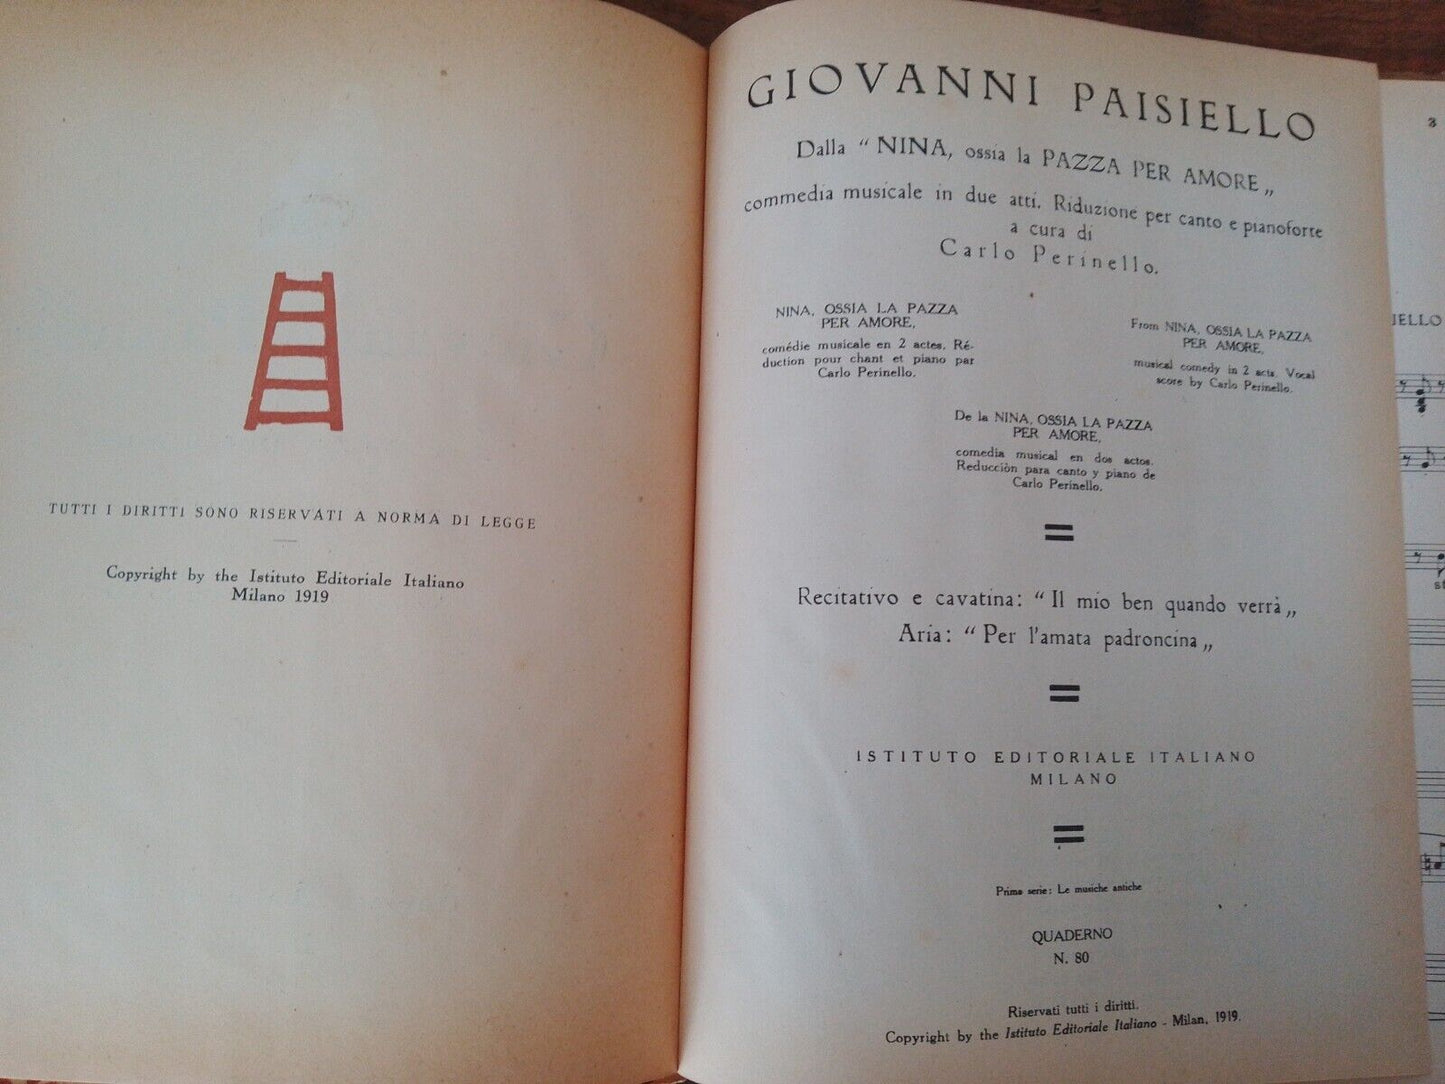 TUTTI I DIRITTI SONO RISERVATI A NORMA DI LEGGE
Copyright by the Istituto Editoriale Italiano
Milano 1919
GIOVANNI PAISIELLO
Dalla “ NINA, ossia la PAZZA PER AMORE „
commedia musicale in due atti. Riduzione per canto e pianoforte
a cura di
Carlo Perinello.
NINA, OSSIA LA PAZZA
PER AMORE,
comédie musicale en 2 actes. Ré-
duction pour chant et piano par
Carlo Perinello.
From NINA, OSSIA LA PAZZA
PER AMORE,
musical comedy in 2 acts. Vocal
score by Carlo Perinello.
De la NINA, OSSIA LA PAZZA
PER AMORE,
comedia musical en dos actos.
Reducciòn para canto y piano de
Carlo Perinello.
Recitativo e cavatina: “ Il mio ben quando verrà „
Aria: “ Per l'amata padroncina „
ISTITUTO EDITORIALE ITALIANO
MILANO
Prima serie: Le musiche antiche
QUADERNO
N. 80
Riservati tutti i diritti.
Copyright by the Istituto Editoriale Italiano - Milan, 1919.
3
IELLO